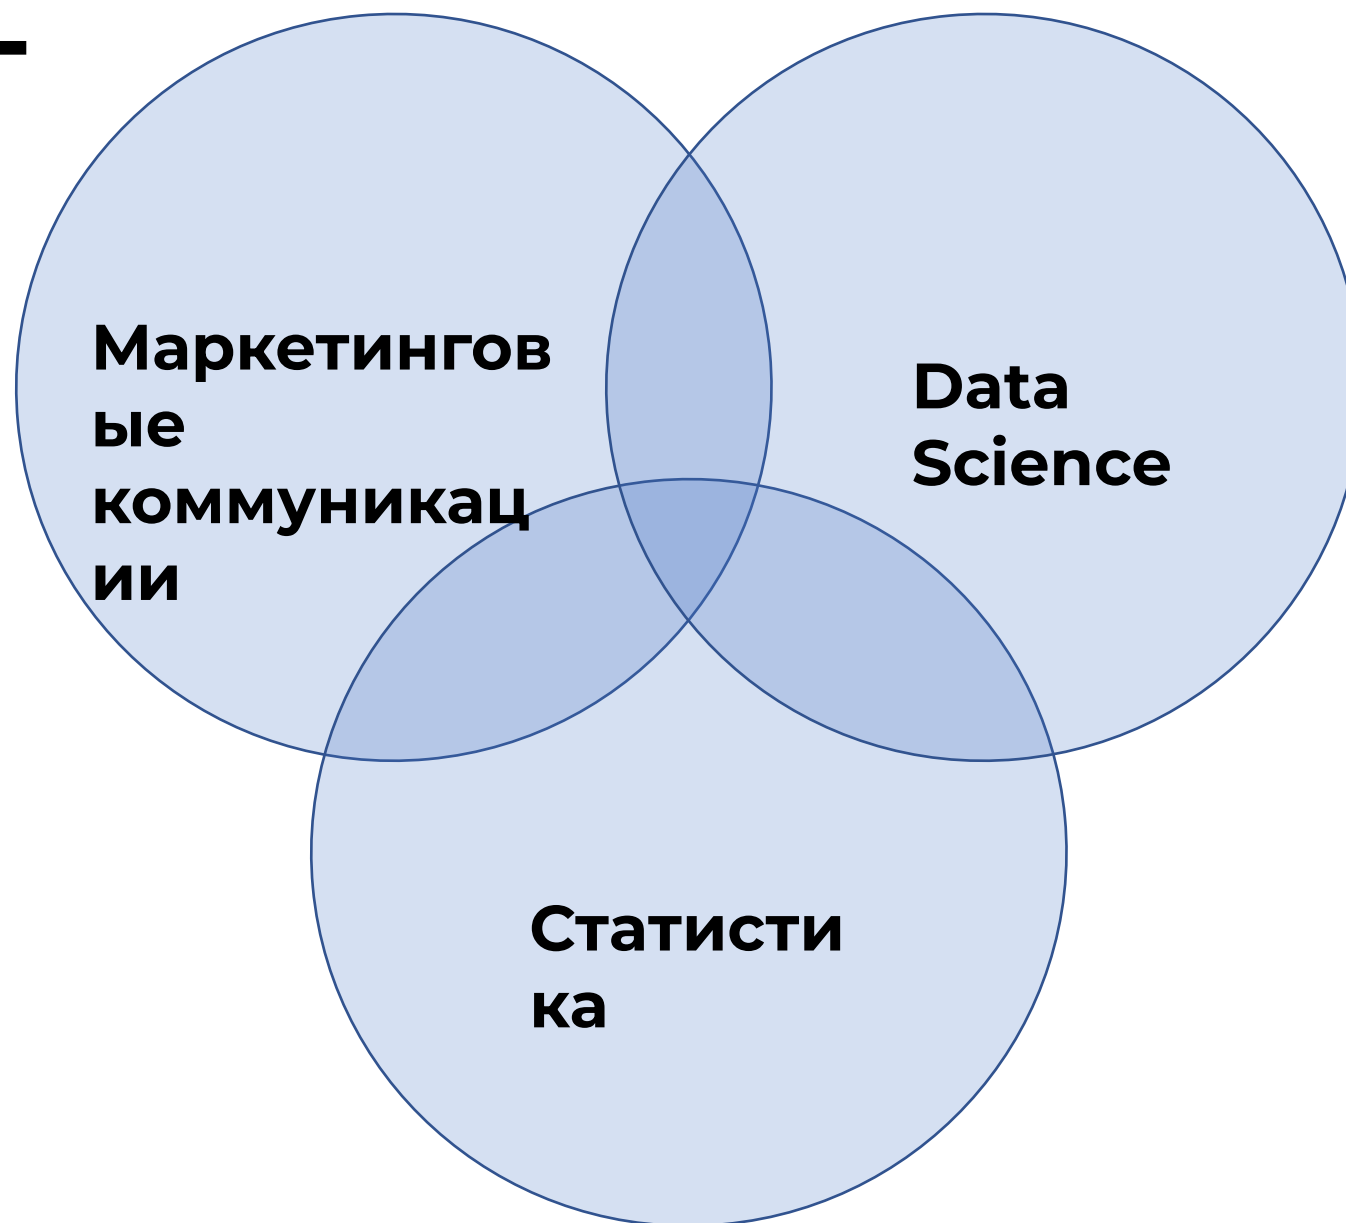 -
Маркетингов
ые
коммуникац
ии
Data
Science
Статисти
ка